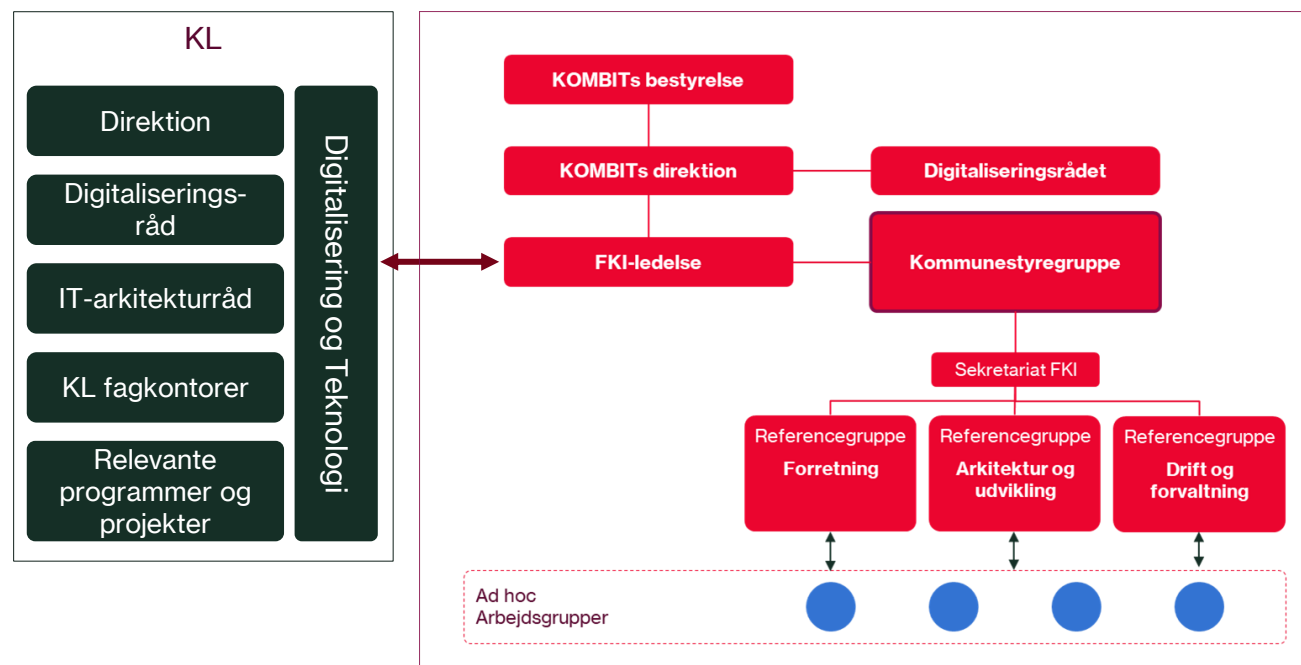 KL
Direktion
Digitaliserings-
råd
IT-arkitekturråd
KL fagkontorer
Relevante
programmer og
projekter
Digitalisering og Teknologi
KOMBITs bestyrelse
KOMBITs direktion
Digitaliseringsrådet
FKI-ledelse
Kommunestyregruppe
Sekretariat FKI
Referencegruppe
Forretning
Referencegruppe
Arkitektur og
udvikling
Referencegruppe
Drift og
forvaltning
Ad hoc
Arbejdsgrupper